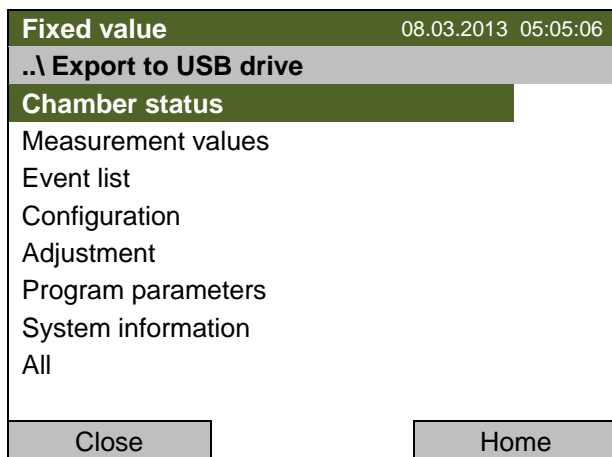 Fixed value 08.03.2013 05:05:06
..\ Export to USB drive
Chamber status
Measurement values
Event list
Configuration
Adjustment
Program parameters
System information
All
Close Home